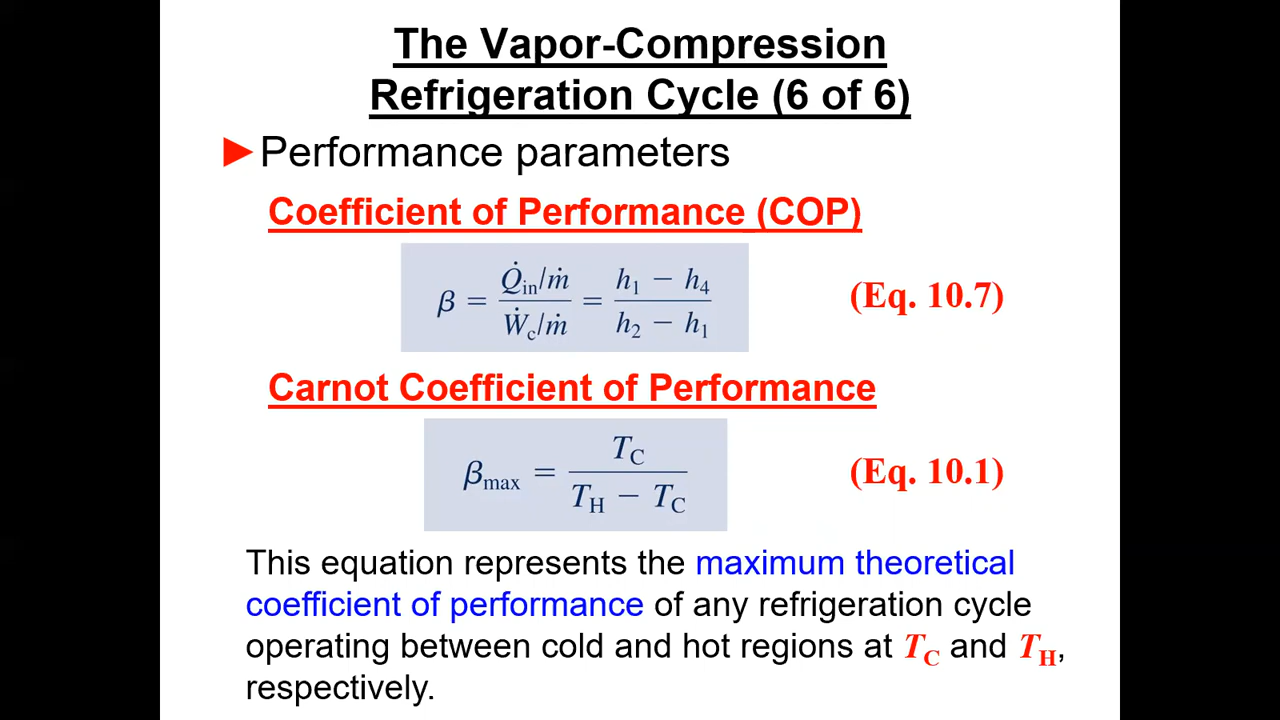 The Vapor-Compression
Refrigeration Cycle (6 of 6)
►Performance parameters
Coefficient of Performance (COP)
β = (Q̇in/ṁ)/(Ẇc/ṁ) = (h1 − h4)/(h2 − h1) (Eq. 10.7)
Carnot Coefficient of Performance
βmax = TC/(TH − TC) (Eq. 10.1)
This equation represents the maximum theoretical
coefficient of performance of any refrigeration cycle
operating between cold and hot regions at TC and TH,
respectively.